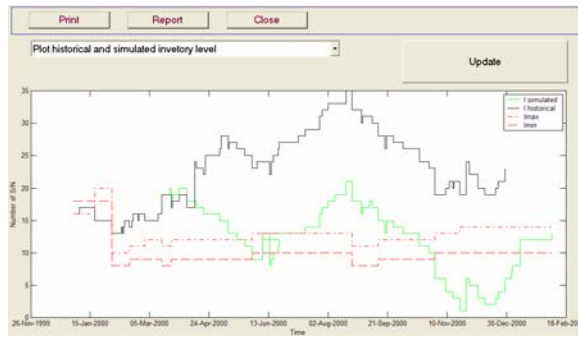 Print Report Close
Plot historical and simulated invetory level
Update
35
30
25
20
15
10
5
0
Number of S/N
I simulated
I historical
Imax
Imin
26-Nov-1999 15-Jan-2000 05-Mar-2000 24-Apr-2000 13-Jun-2000 02-Aug-2000 21-Sep-2000 10-Nov-2000 30-Dec-2000 18-Feb-20
Time